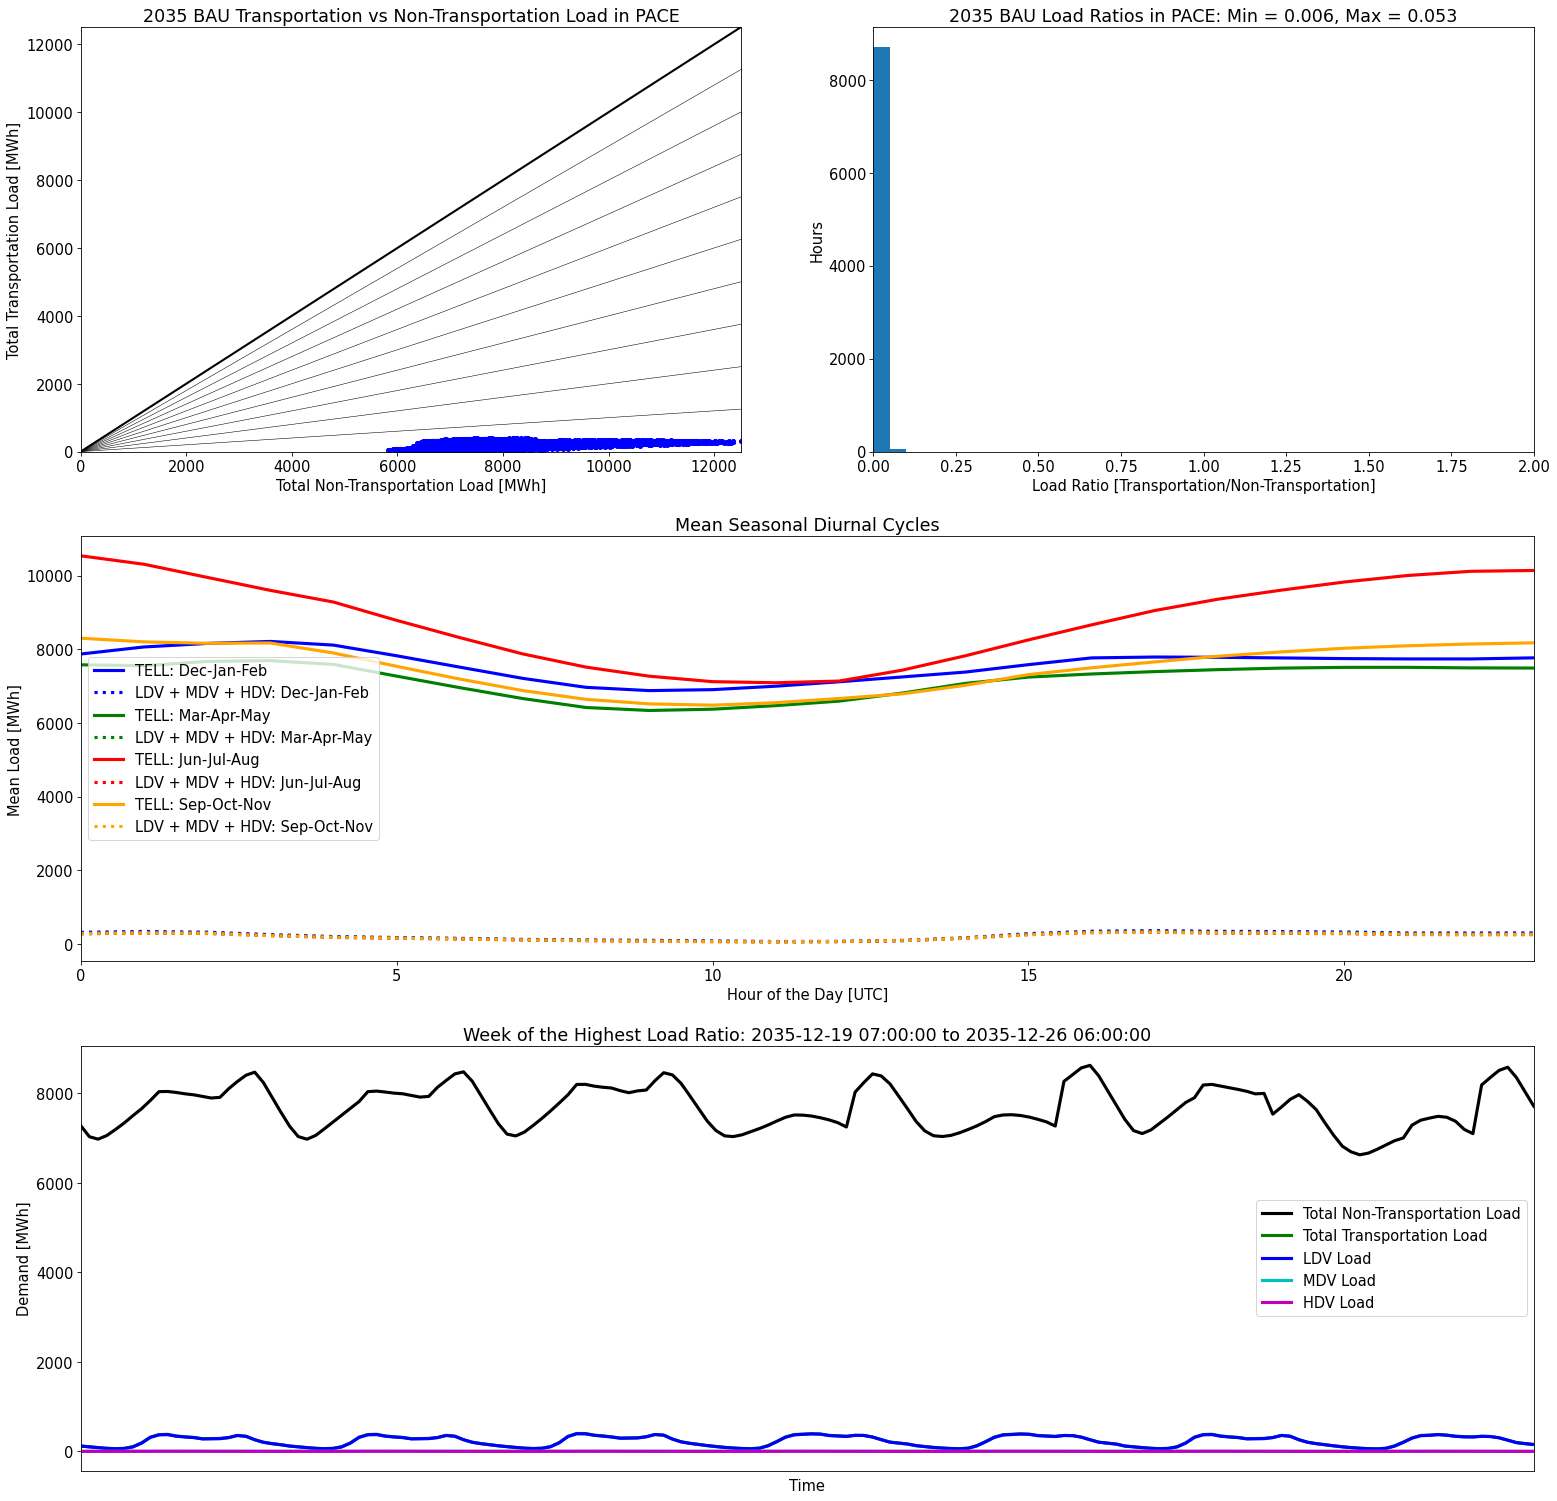 2035 BAU Transportation vs Non-Transportation Load in PACE
Total Transportation Load [MWh]
12000
10000
8000
6000
4000
2000
0
0 2000 4000 6000 8000 10000 12000
Total Non-Transportation Load [MWh]
2035 BAU Load Ratios in PACE: Min = 0.006, Max = 0.053
Hours
8000
6000
4000
2000
0
0.00 0.25 0.50 0.75 1.00 1.25 1.50 1.75 2.00
Load Ratio [Transportation/Non-Transportation]
Mean Seasonal Diurnal Cycles
Mean Load [MWh]
10000
8000
6000
4000
2000
0
TELL: Dec-Jan-Feb
LDV + MDV + HDV: Dec-Jan-Feb
TELL: Mar-Apr-May
LDV + MDV + HDV: Mar-Apr-May
TELL: Jun-Jul-Aug
LDV + MDV + HDV: Jun-Jul-Aug
TELL: Sep-Oct-Nov
LDV + MDV + HDV: Sep-Oct-Nov
0 5 10 15 20
Hour of the Day [UTC]
Week of the Highest Load Ratio: 2035-12-19 07:00:00 to 2035-12-26 06:00:00
Demand [MWh]
8000
6000
4000
2000
0
Total Non-Transportation Load
Total Transportation Load
LDV Load
MDV Load
HDV Load
Time